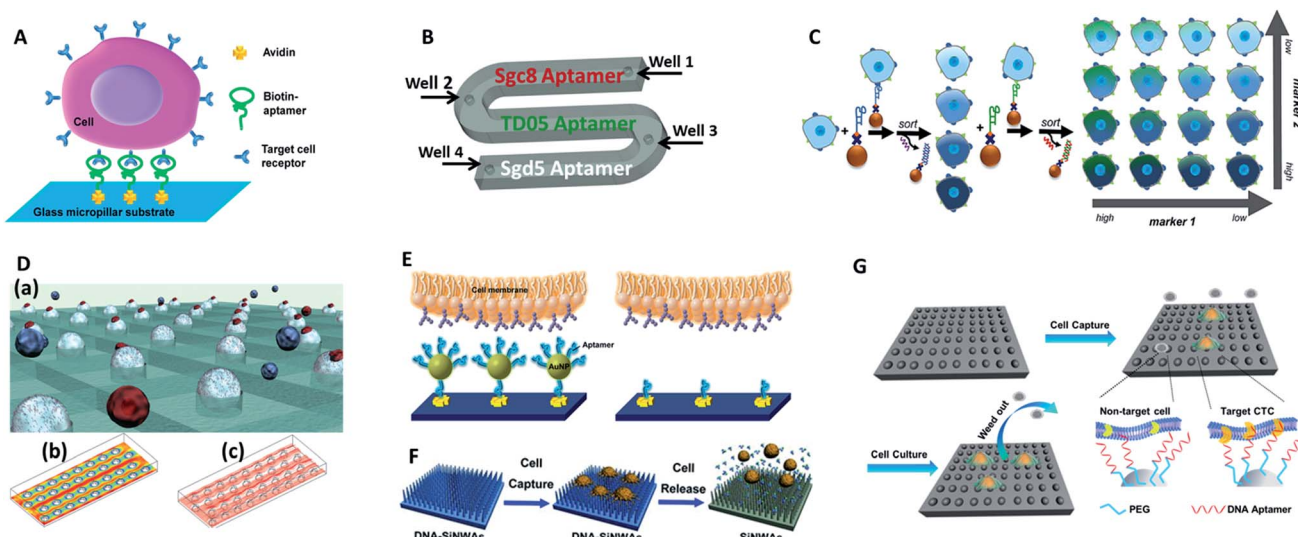 A
Avidin
Biotin-
aptamer
Target cell
receptor
Cell
Glass micropillar substrate
B
Well 1
Sgc8 Aptamer
Well 2
TD05 Aptamer
Well 3
Well 4
Sgd5 Aptamer
C
+
sort
+
sort
low
marker 2
high
high
marker 1
low
D
(a)
(b)
(c)
E
Cell membrane
Aptamer
AuNP
F
Cell
Capture
Cell
Release
DNA-SiNWAs
DNA-SiNWAs
SiNWAs
G
Cell Capture
Weed out
Non-target cell
Target CTC
Cell Culture
PEG
DNA Aptamer